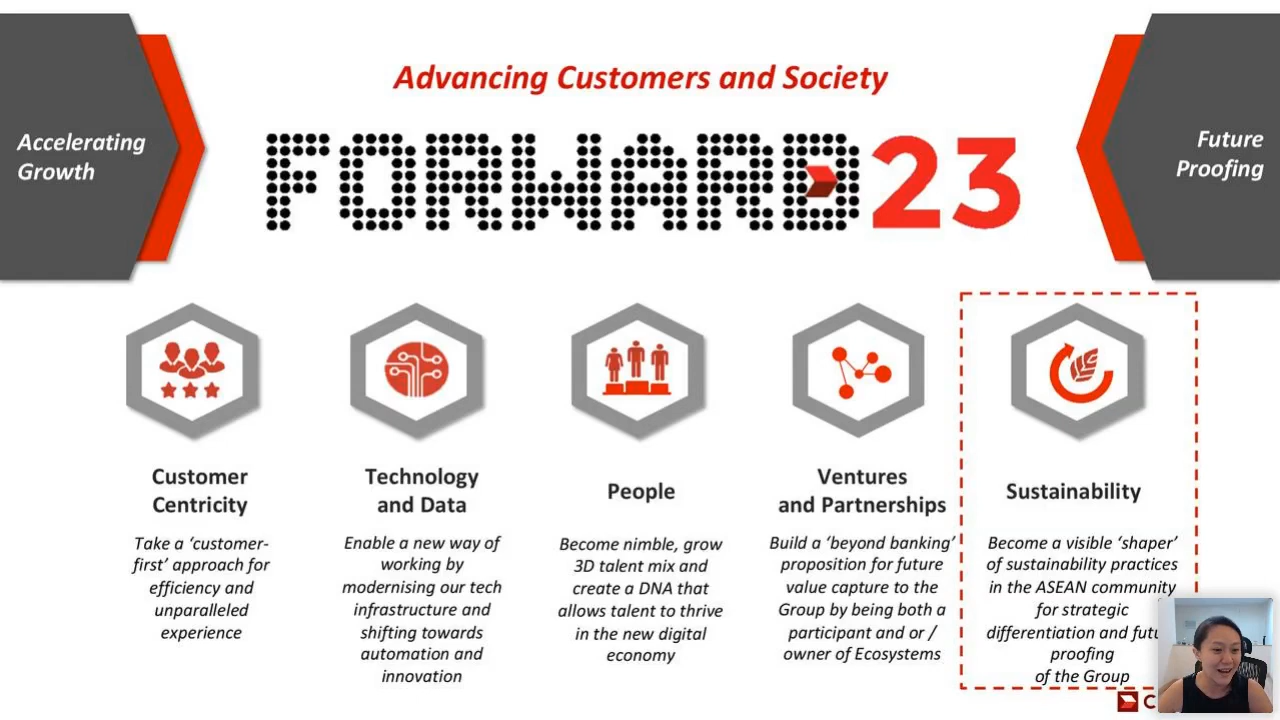 Advancing Customers and Society
Accelerating
Growth
FORWARD23
Future
Proofing
Customer
Centricity
Take a ‘customer-
first’ approach for
efficiency and
unparalleled
experience
Technology
and Data
Enable a new way of
working by
modernising our tech
infrastructure and
shifting towards
automation and
innovation
People
Become nimble, grow
3D talent mix and
create a DNA that
allows talent to thrive
in the new digital
economy
Ventures
and Partnerships
Build a ‘beyond banking’
proposition for future
value capture to the
Group by being both a
participant and or /
owner of Ecosystems
Sustainability
Become a visible ‘shaper’
of sustainability practices
in the ASEAN community
for strategic
differentiation and
proofing
of the Group